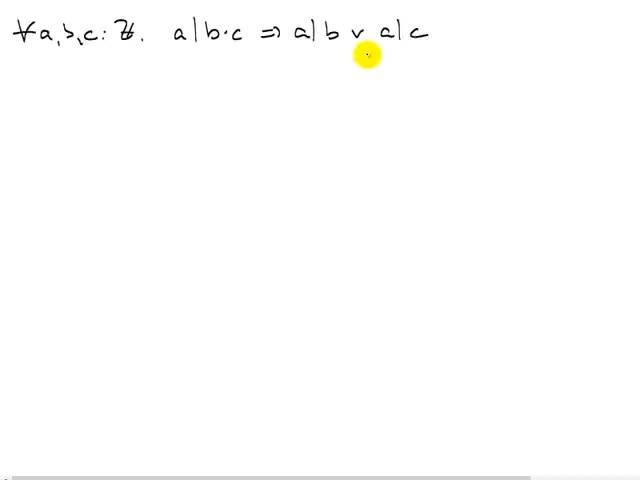 ∀a,b,c: ℤ. a|b·c ⇒ a|b ∨ a|c